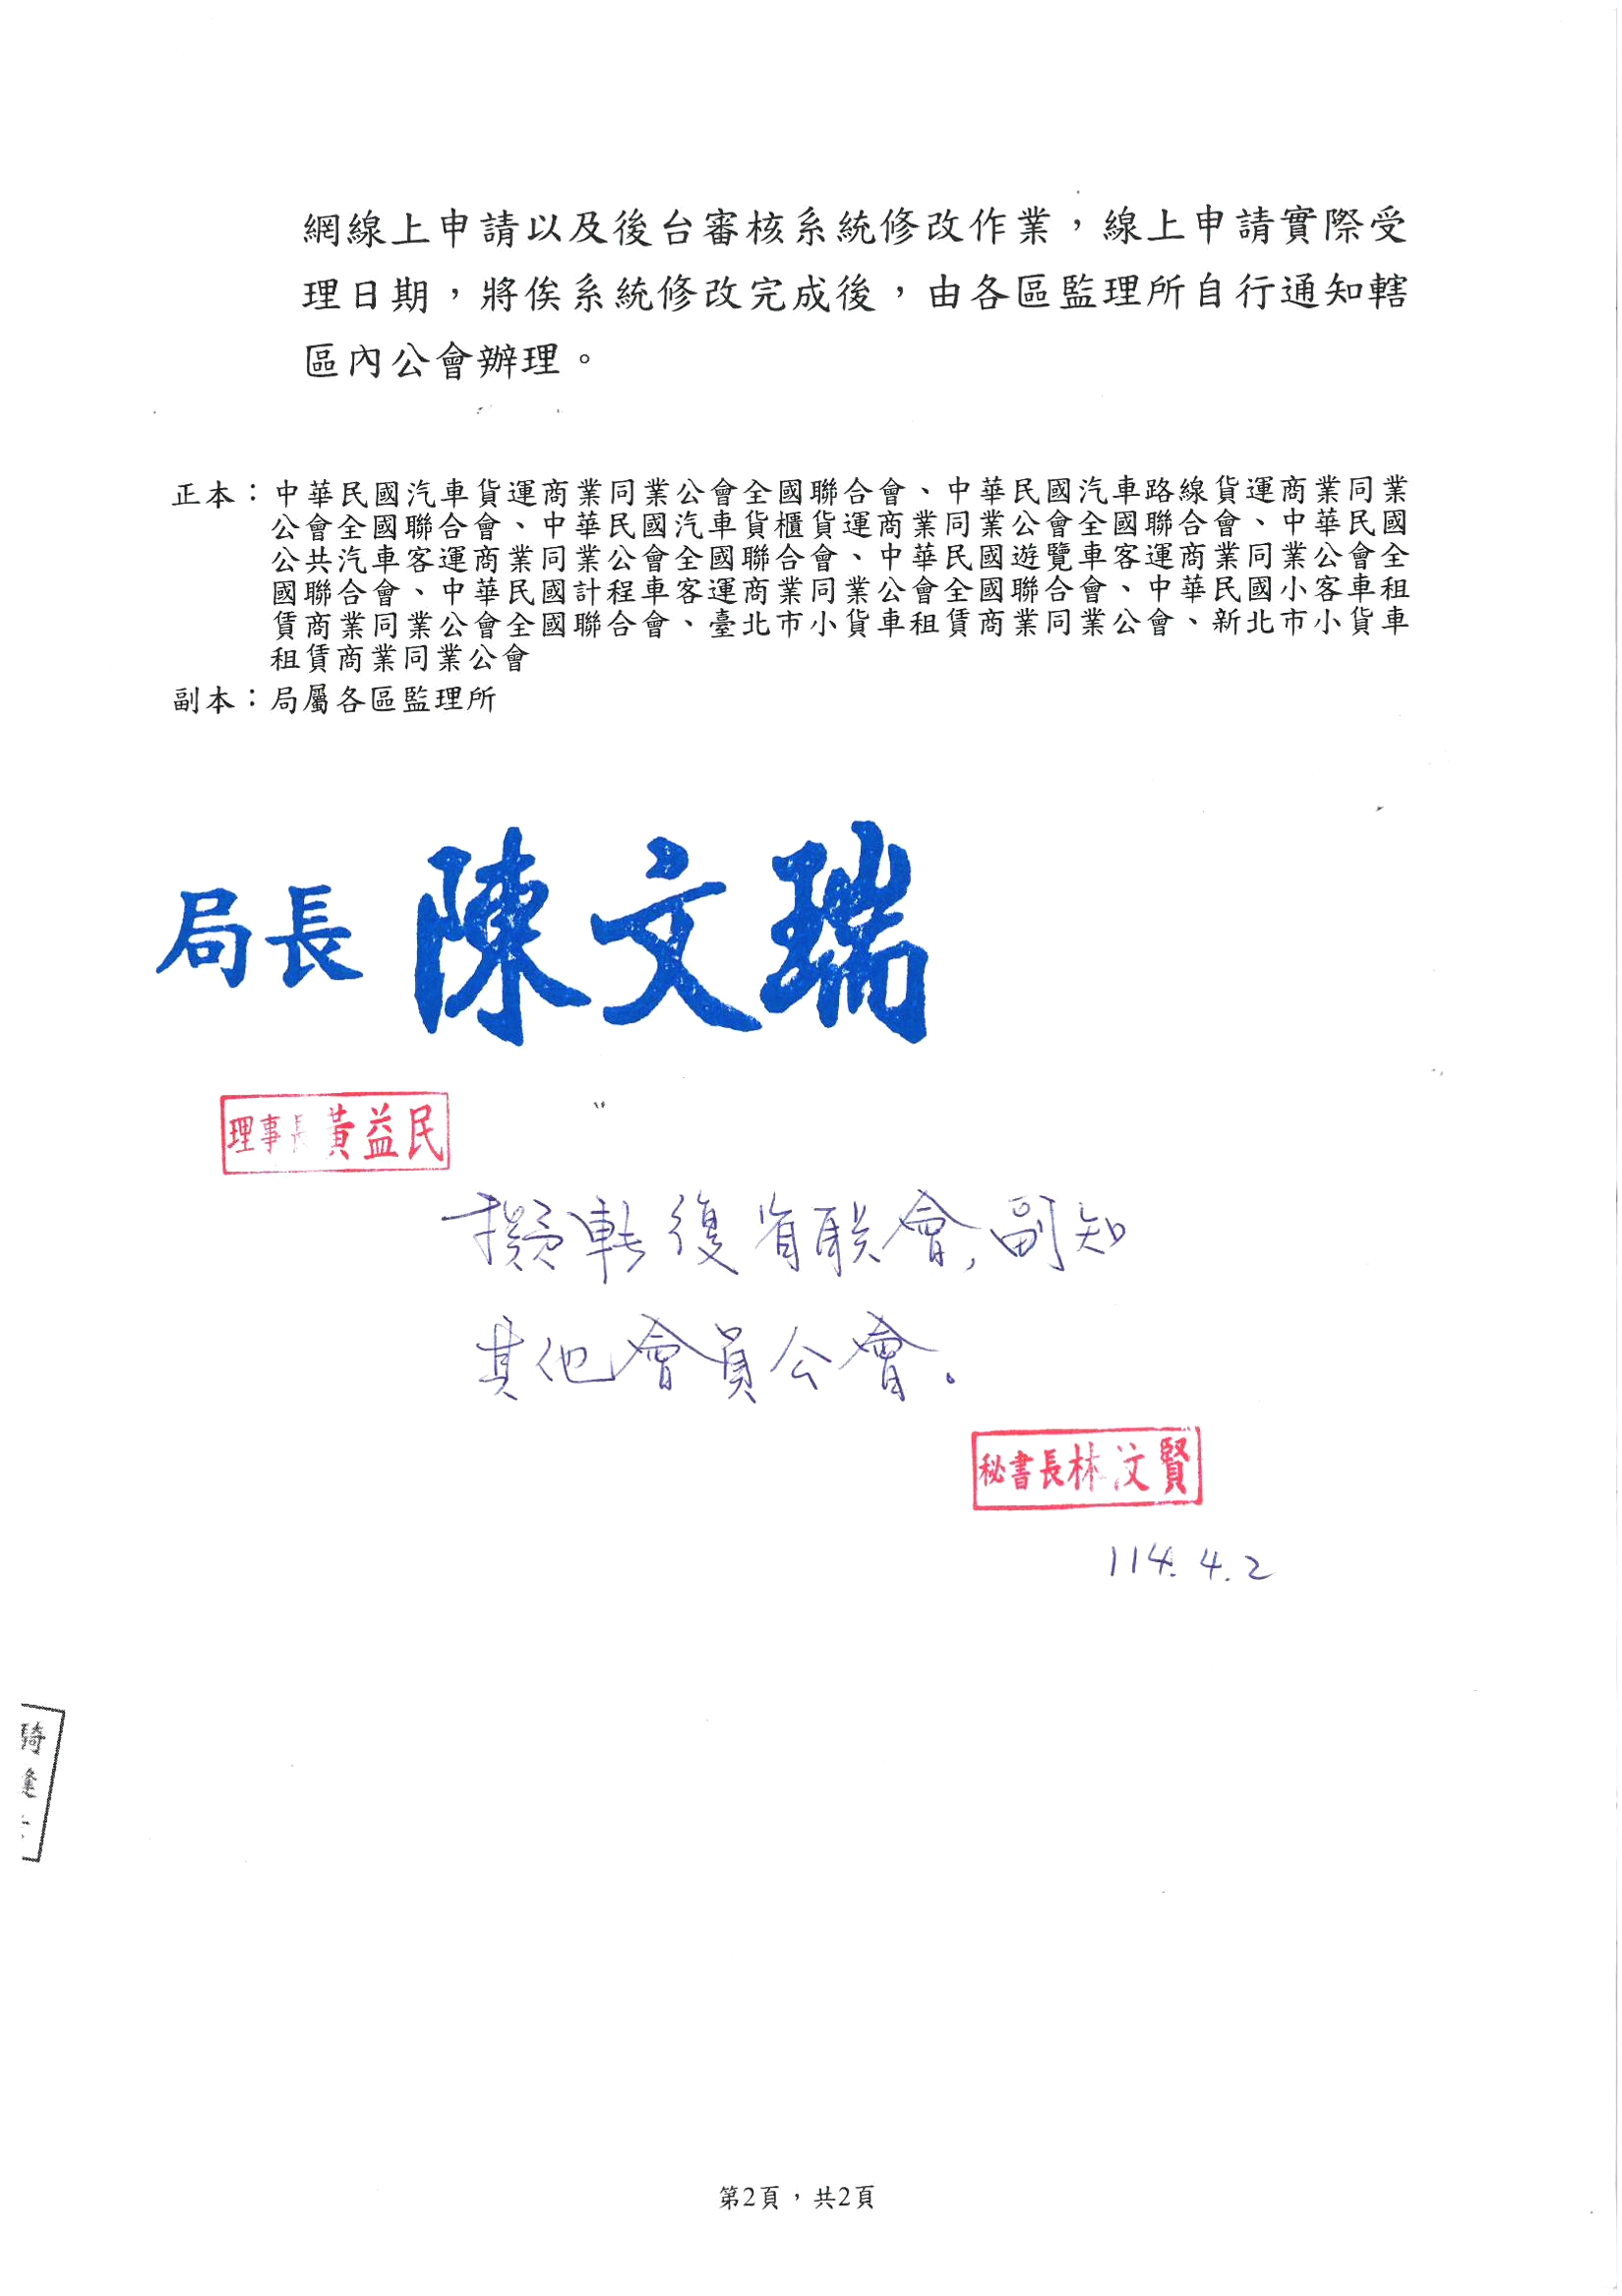 網線上申請以及後台審核系統修改作業，線上申請實際受
理日期，將俟系統修改完成後，由各區監理所自行通知轄
區內公會辦理。
正本：中華民國汽車貨運商業同業公會全國聯合會、中華民國汽車路線貨運商業同業
公會全國聯合會、中華民國汽車貨櫃貨運商業同業公會全國聯合會、中華民國
公共汽車客運商業同業公會全國聯合會、中華民國遊覽車客運商業同業公會全
國聯合會、中華民國計程車客運商業同業公會全國聯合會、中華民國小客車租
賃商業同業公會全國聯合會、臺北市小貨車租賃商業同業公會、新北市小貨車
租賃商業同業公會
副本：局屬各區監理所
局長 陳文瑞
理事長黃益民
擬轉復省联會，副知
其他會員公會。
秘書長林文賢
114.4.2
騎縫
第2頁，共2頁